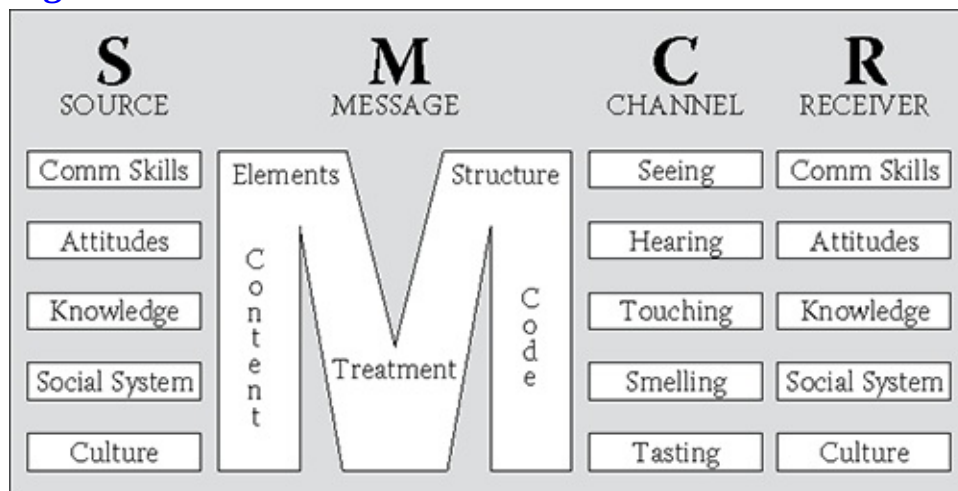 S M C R
SOURCE MESSAGE CHANNEL RECEIVER
Comm Skills Elements Structure Seeing Comm Skills
Attitudes Hearing Attitudes
Content
Code
Knowledge Touching Knowledge
Treatment
Social System Smelling Social System
Culture Tasting Culture